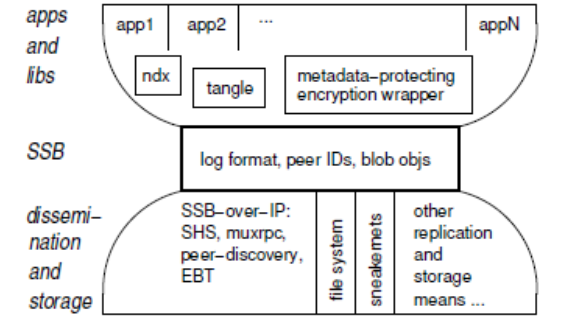 apps
and
libs
app1
app2
...
appN
ndx
tangle
metadata–protecting
encryption wrapper
SSB
log format, peer IDs, blob objs
dissemi–
nation
and
storage
SSB–over–IP:
SHS, muxrpc,
peer–discovery,
EBT
file system
sneakernets
other
replication
and
storage
means ...